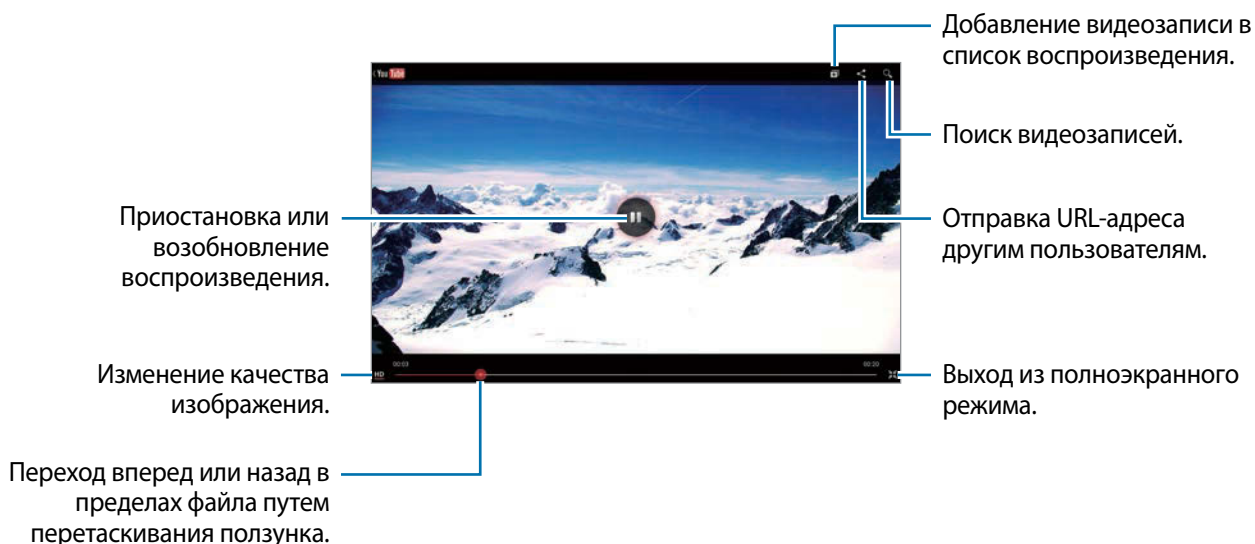 Добавление видеозаписи в
список воспроизведения.
You Tube
Поиск видеозаписей.
Приостановка или
возобновление
воспроизведения.
Отправка URL-адреса
другим пользователям.
00:03
00:20
HD
Изменение качества
изображения.
Выход из полноэкранного
режима.
Переход вперед или назад в
пределах файла путем
перетаскивания ползунка.